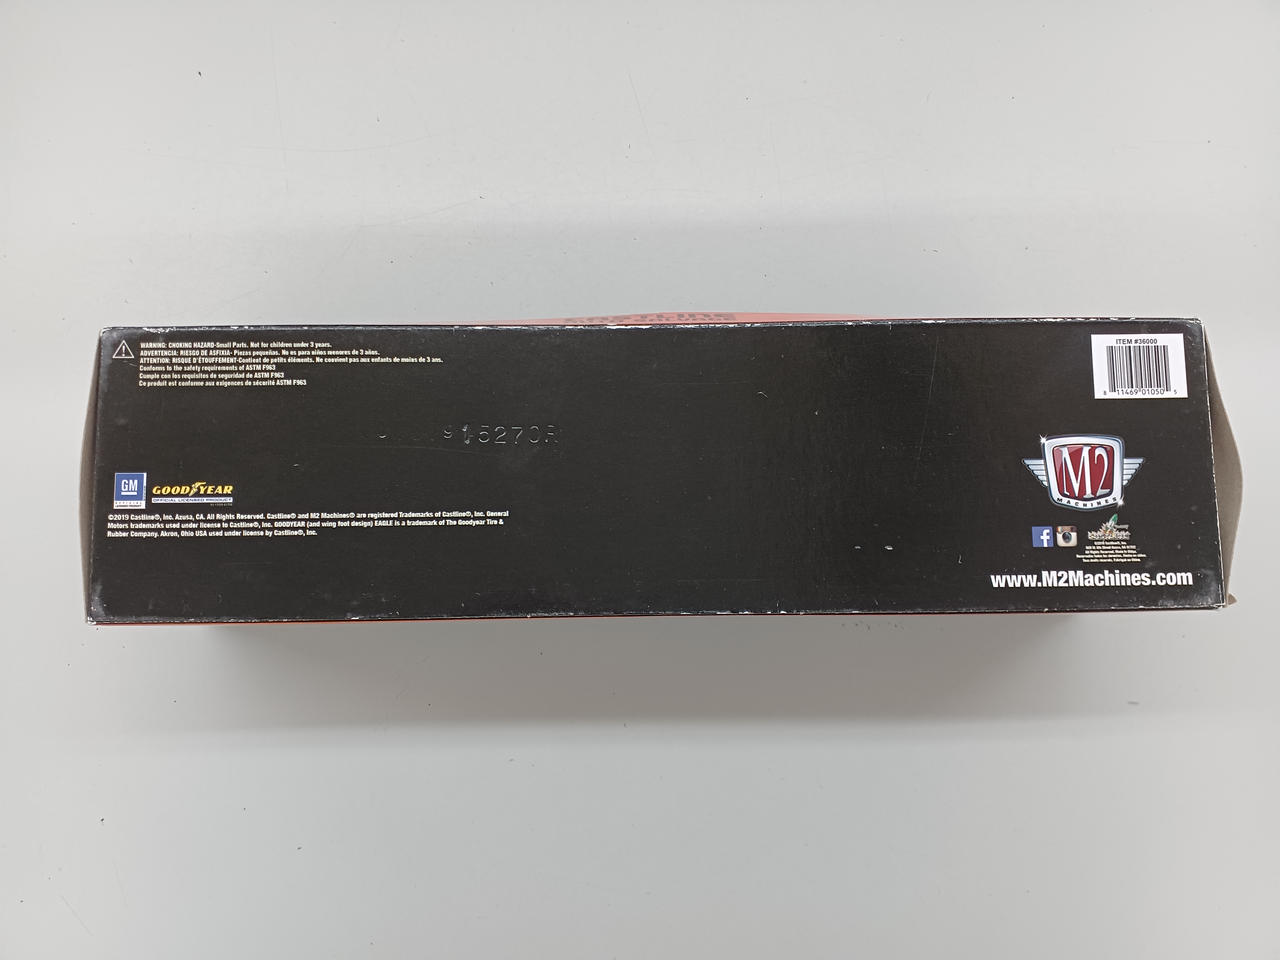 WARNING: CHOKING HAZARD-Small Parts. Not for children under 3 years.
ADVERTENCIA: RIESGO DE ASFIXIA- Piezas pequeñas. No es para niños menores de 3 años.
ATTENTION: RISQUE D'ÉTOUFFEMENT-Contient de petits éléments. Ne convient pas aux enfants de moins de 3 ans.
Conforms to the safety requirements of ASTM F963
Cumple con los requisitos de seguridad de ASTM F963
Ce produit est conforme aux exigences de sécurité ASTM F963
ITEM #36000
8 11469 01050 5
GM
GOODYEAR
OFFICIAL LICENSED PRODUCT
©2019 Castline®, Inc. Azusa, CA. All Rights Reserved. Castline® and M2 Machines® are registered Trademarks of Castline®, Inc. General
Motors trademarks used under license to Castline®, Inc. GOODYEAR (and wing foot design) EAGLE is a trademark of The Goodyear Tire &
Rubber Company. Akron, Ohio USA used under license by Castline®, Inc.
M2
MACHINES
f
www.M2Machines.com